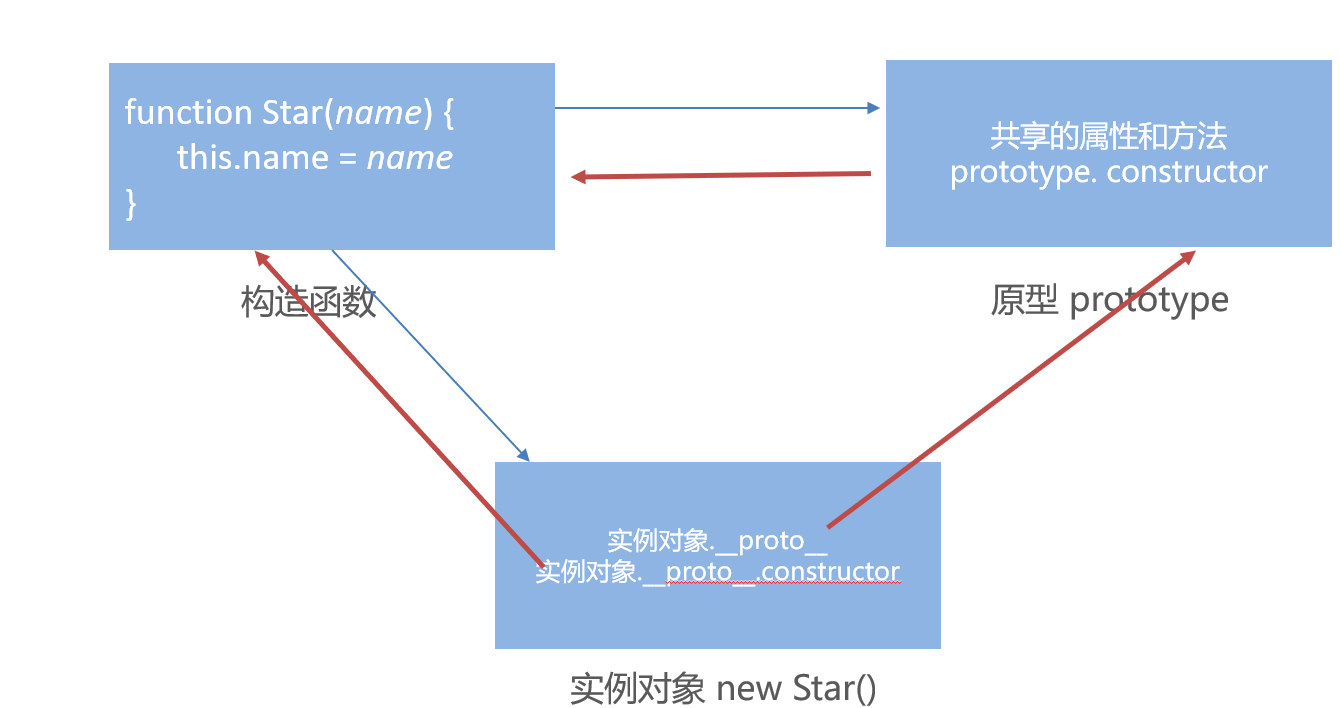 function Star(name) {
this.name = name
}
共享的属性和方法
prototype. constructor
构造函数
原型 prototype
实例对象.__proto__
实例对象.__proto__.constructor
实例对象 new Star()